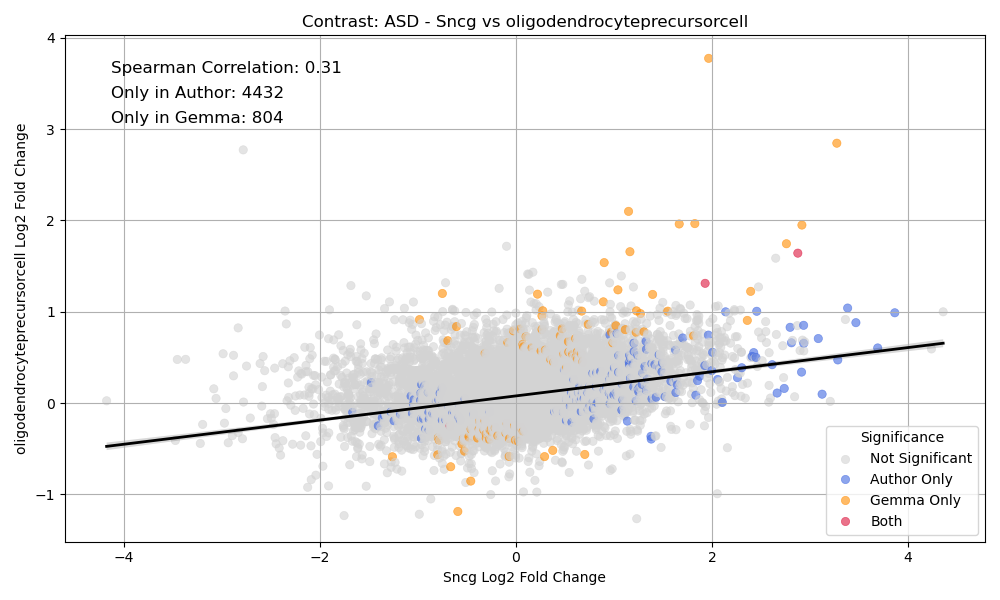 Contrast: ASD - Sncg vs oligodendrocyteprecursorcell
Spearman Correlation: 0.31
Only in Author: 4432
Only in Gemma: 804
oligodendrocyteprecursorcell Log2 Fold Change
4
3
2
1
0
−1
−4
−2
0
2
4
Sncg Log2 Fold Change
Significance
Not Significant
Author Only
Gemma Only
Both